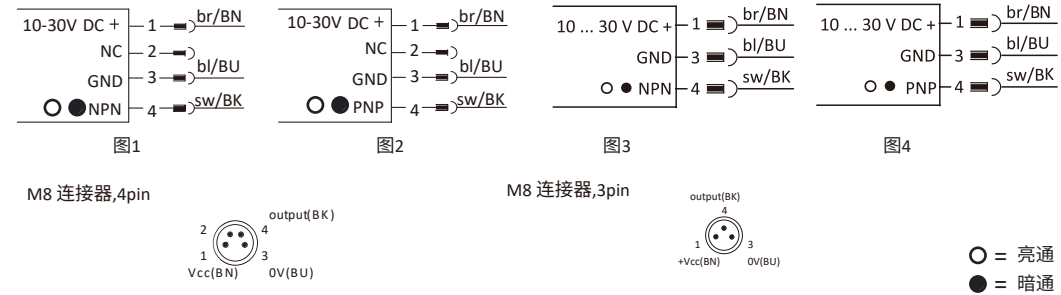 10-30V DC + 1 br/BN
NC 2
GND 3 bl/BU
NPN 4 sw/BK
图1
10-30V DC + 1 br/BN
NC 2
GND 3 bl/BU
PNP 4 sw/BK
图2
10 ... 30 V DC + 1 br/BN
GND 3 bl/BU
NPN 4 sw/BK
图3
10 ... 30 V DC + 1 br/BN
GND 3 bl/BU
PNP 4 sw/BK
图4
M8 连接器,4pin
2 4 output(BK)
1 3
Vcc(BN) 0V(BU)
M8 连接器,3pin
output(BK)
4
1 3
+Vcc(BN) 0V(BU)
= 亮通
= 暗通